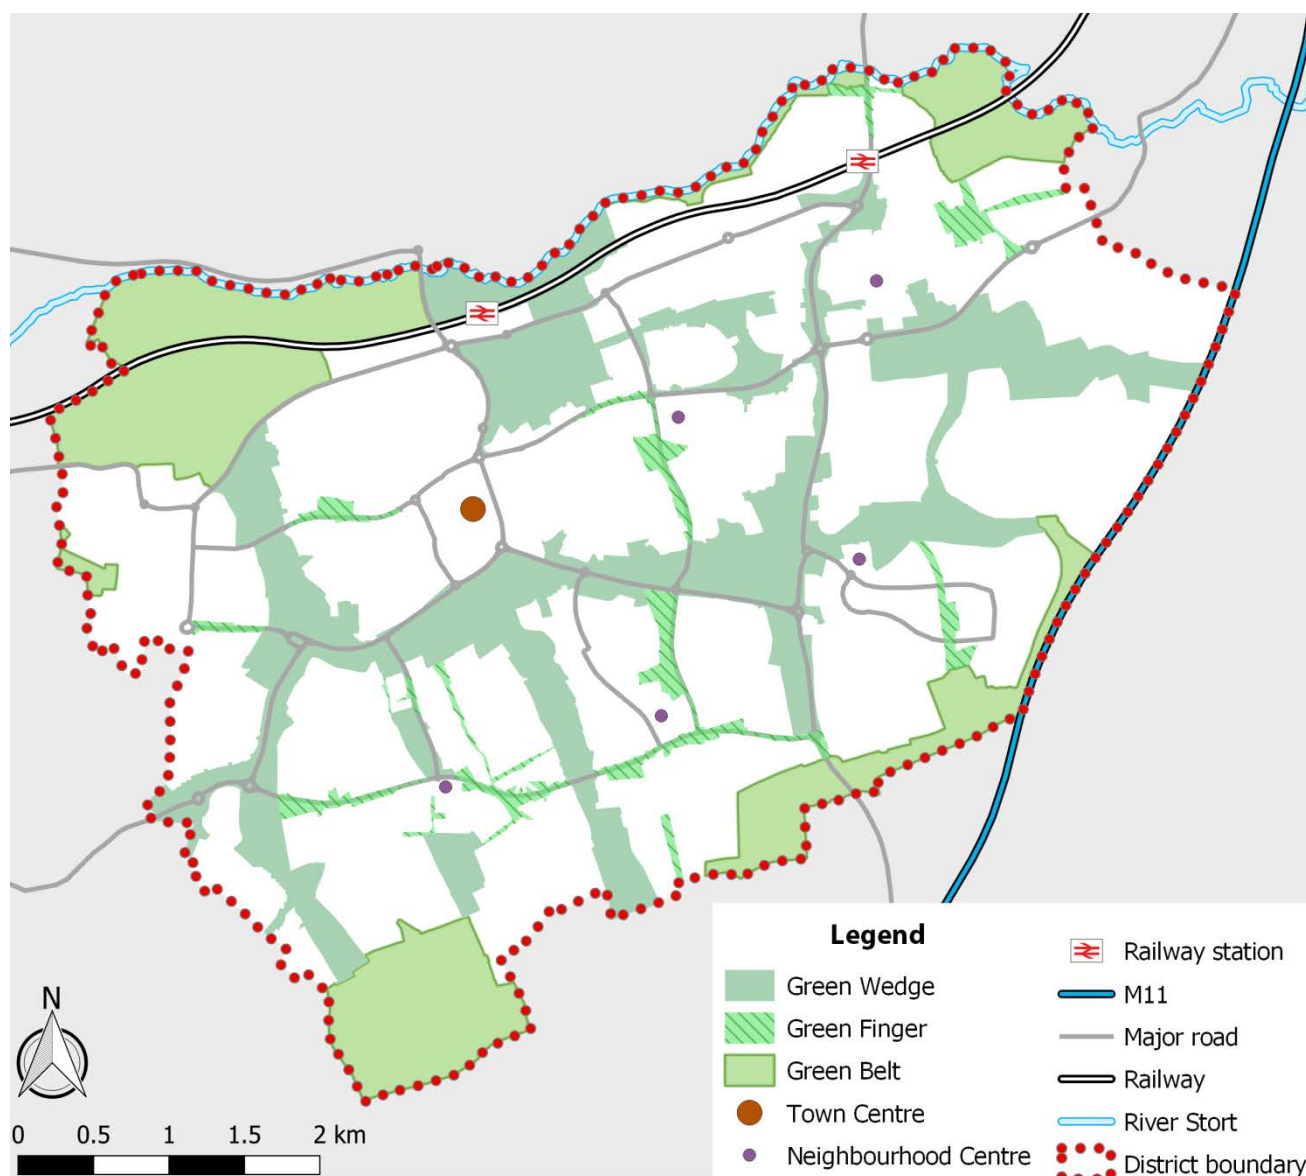 Legend
Green Wedge
Green Finger
Green Belt
Town Centre
Neighbourhood Centre
Railway station
M11
Major road
Railway
River Stort
District boundary
N
0 0.5 1 1.5 2 km